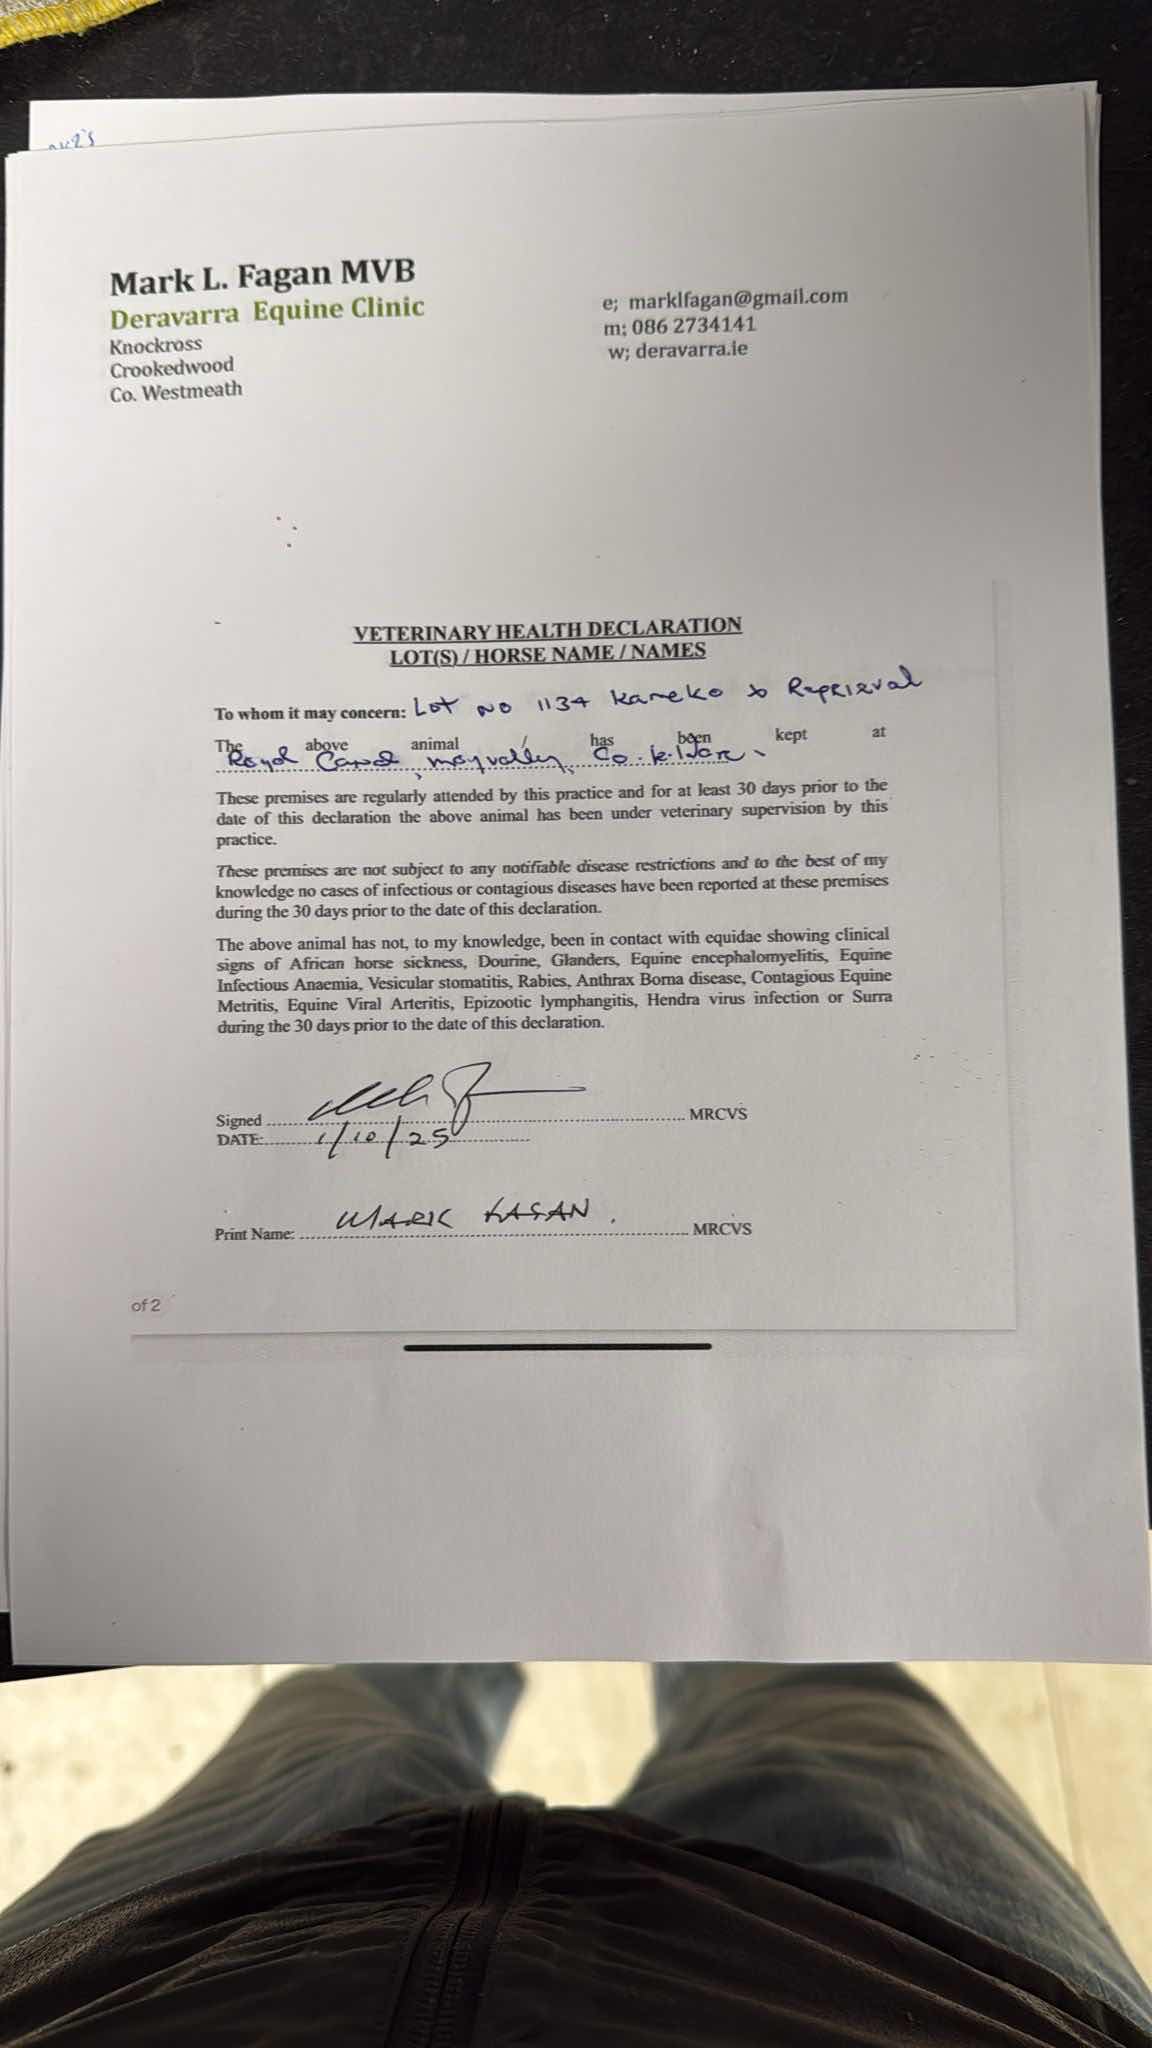 Mark L. Fagan MVB
Deravarra Equine Clinic
Knockross
Crookedwood
Co. Westmeath
e; marklfagan@gmail.com
m; 086 2734141
w; deravarra.ie
VETERINARY HEALTH DECLARATION
LOT(S) / HORSE NAME / NAMES
To whom it may concern: Lot No 1134 Kameko x Reprieval
The above animal / has been kept at
Royal Canal, moyvally, Co. Kildare.
These premises are regularly attended by this practice and for at least 30 days prior to the
date of this declaration the above animal has been under veterinary supervision by this
practice.
These premises are not subject to any notifiable disease restrictions and to the best of my
knowledge no cases of infectious or contagious diseases have been reported at these premises
during the 30 days prior to the date of this declaration.
The above animal has not, to my knowledge, been in contact with equidae showing clinical
signs of African horse sickness, Dourine, Glanders, Equine encephalomyelitis, Equine
Infectious Anaemia, Vesicular stomatitis, Rabies, Anthrax Borna disease, Contagious Equine
Metritis, Equine Viral Arteritis, Epizootic lymphangitis, Hendra virus infection or Surra
during the 30 days prior to the date of this declaration.
Signed MRCVS
DATE: 1/10/25
Print Name: MARK FAGAN. MRCVS
of 2